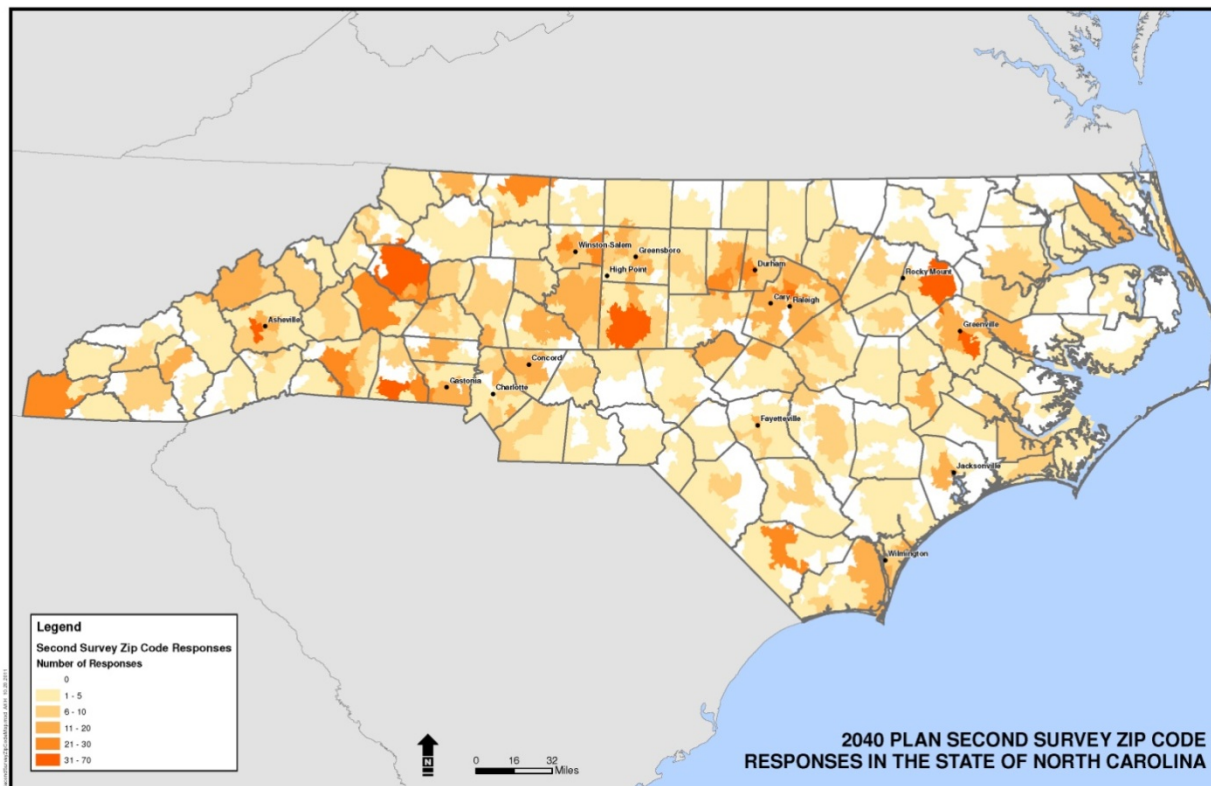 Winston-Salem
Greensboro
High Point
Durham
Cary
Raleigh
Rocky Mount
Greenville
Asheville
Concord
Gastonia
Charlotte
Fayetteville
Jacksonville
Wilmington
Legend
Second Survey Zip Code Responses
Number of Responses
0
1 - 5
6 - 10
11 - 20
21 - 30
31 - 70
N
0 16 32
Miles
2040 PLAN SECOND SURVEY ZIP CODE
RESPONSES IN THE STATE OF NORTH CAROLINA